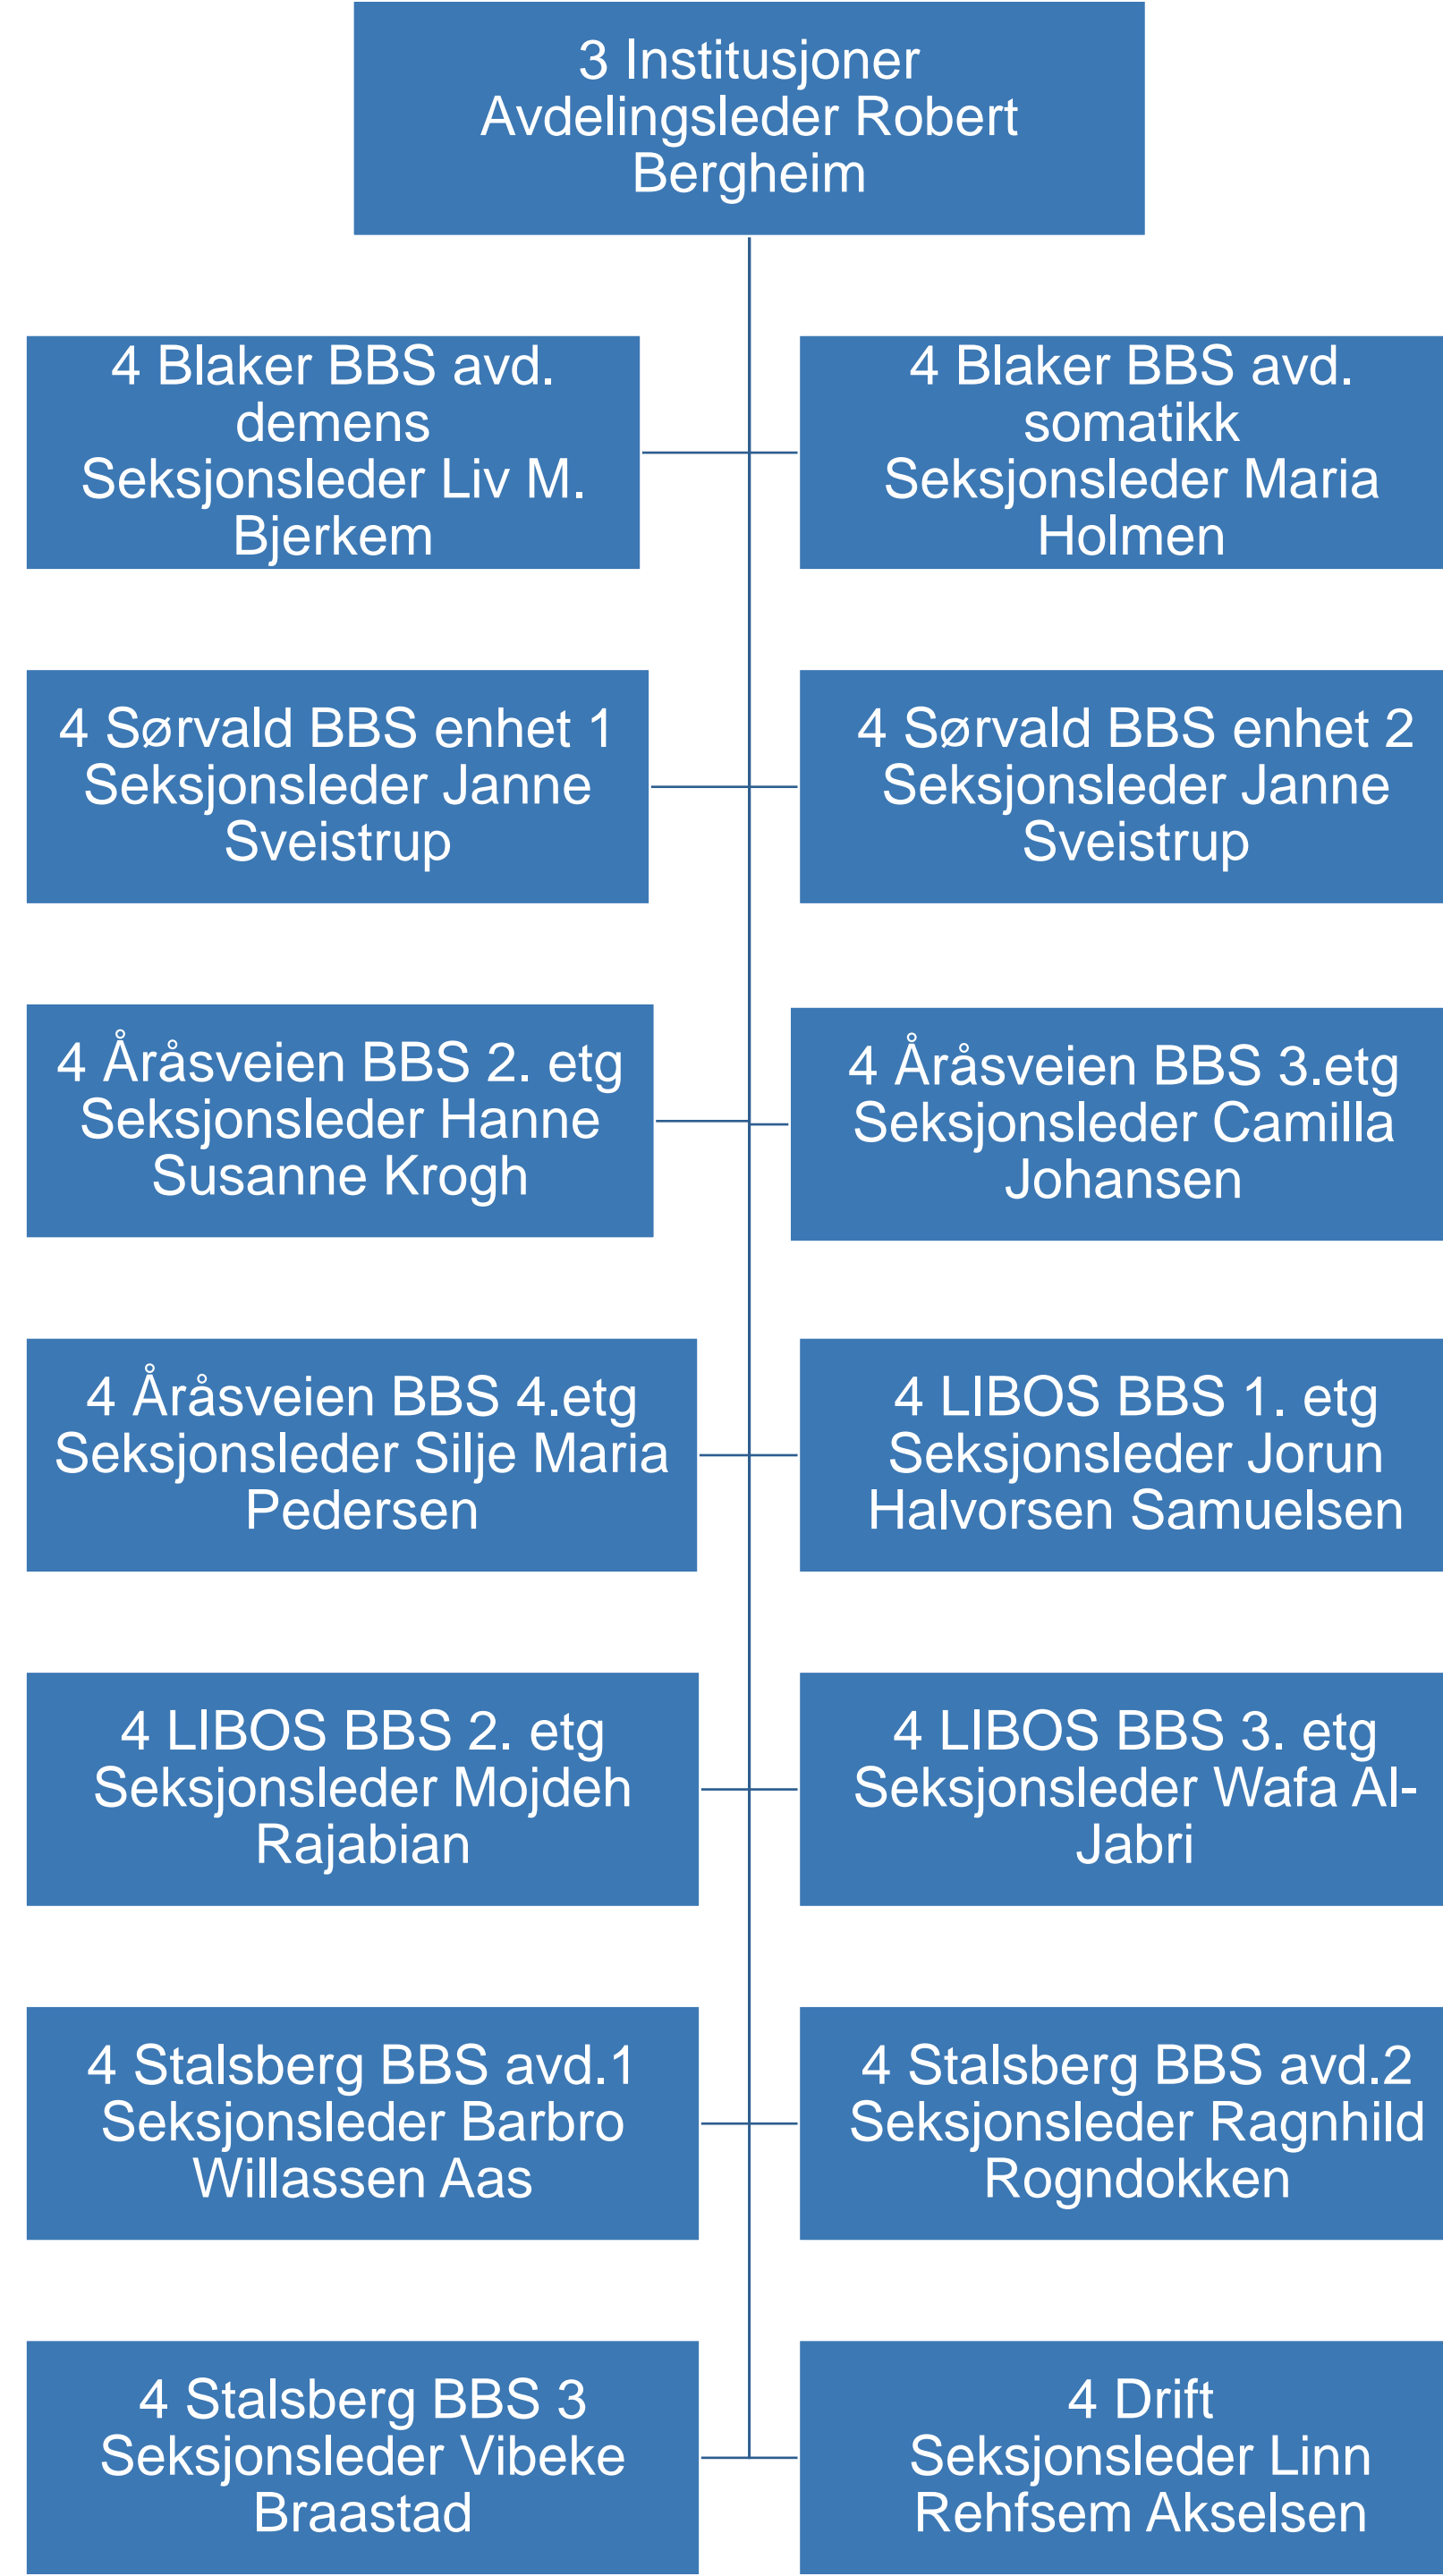 3 Institusjoner
Avdelingsleder Robert
Bergheim
4 Blaker BBS avd.
demens
Seksjonsleder Liv M.
Bjerkem
4 Blaker BBS avd.
somatikk
Seksjonsleder Maria
Holmen
4 Sørvald BBS enhet 1
Seksjonsleder Janne
Sveistrup
4 Sørvald BBS enhet 2
Seksjonsleder Janne
Sveistrup
4 Åråsveien BBS 2. etg
Seksjonsleder Hanne
Susanne Krogh
4 Åråsveien BBS 3.etg
Seksjonsleder Camilla
Johansen
4 Åråsveien BBS 4.etg
Seksjonsleder Silje Maria
Pedersen
4 LIBOS BBS 1. etg
Seksjonsleder Jorun
Halvorsen Samuelsen
4 LIBOS BBS 2. etg
Seksjonsleder Mojdeh
Rajabian
4 LIBOS BBS 3. etg
Seksjonsleder Wafa Al-
Jabri
4 Stalsberg BBS avd.1
Seksjonsleder Barbro
Willassen Aas
4 Stalsberg BBS avd.2
Seksjonsleder Ragnhild
Rogndokken
4 Stalsberg BBS 3
Seksjonsleder Vibeke
Braastad
4 Drift
Seksjonsleder Linn
Rehfsem Akselsen